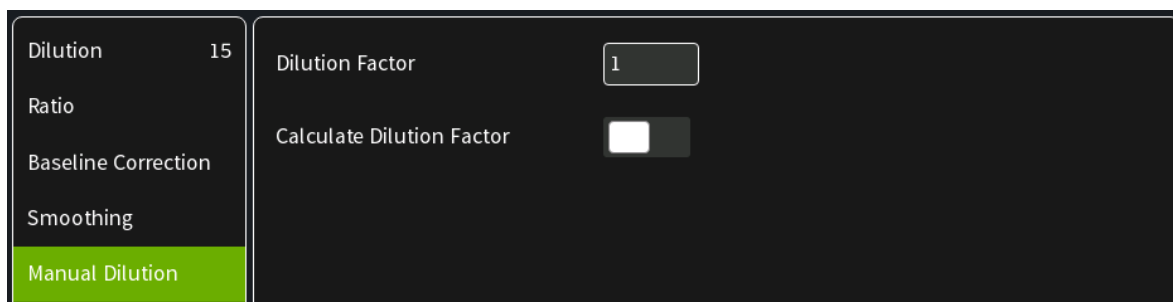 Dilution 15
Ratio
Baseline Correction
Smoothing
Manual Dilution
Dilution Factor 1
Calculate Dilution Factor